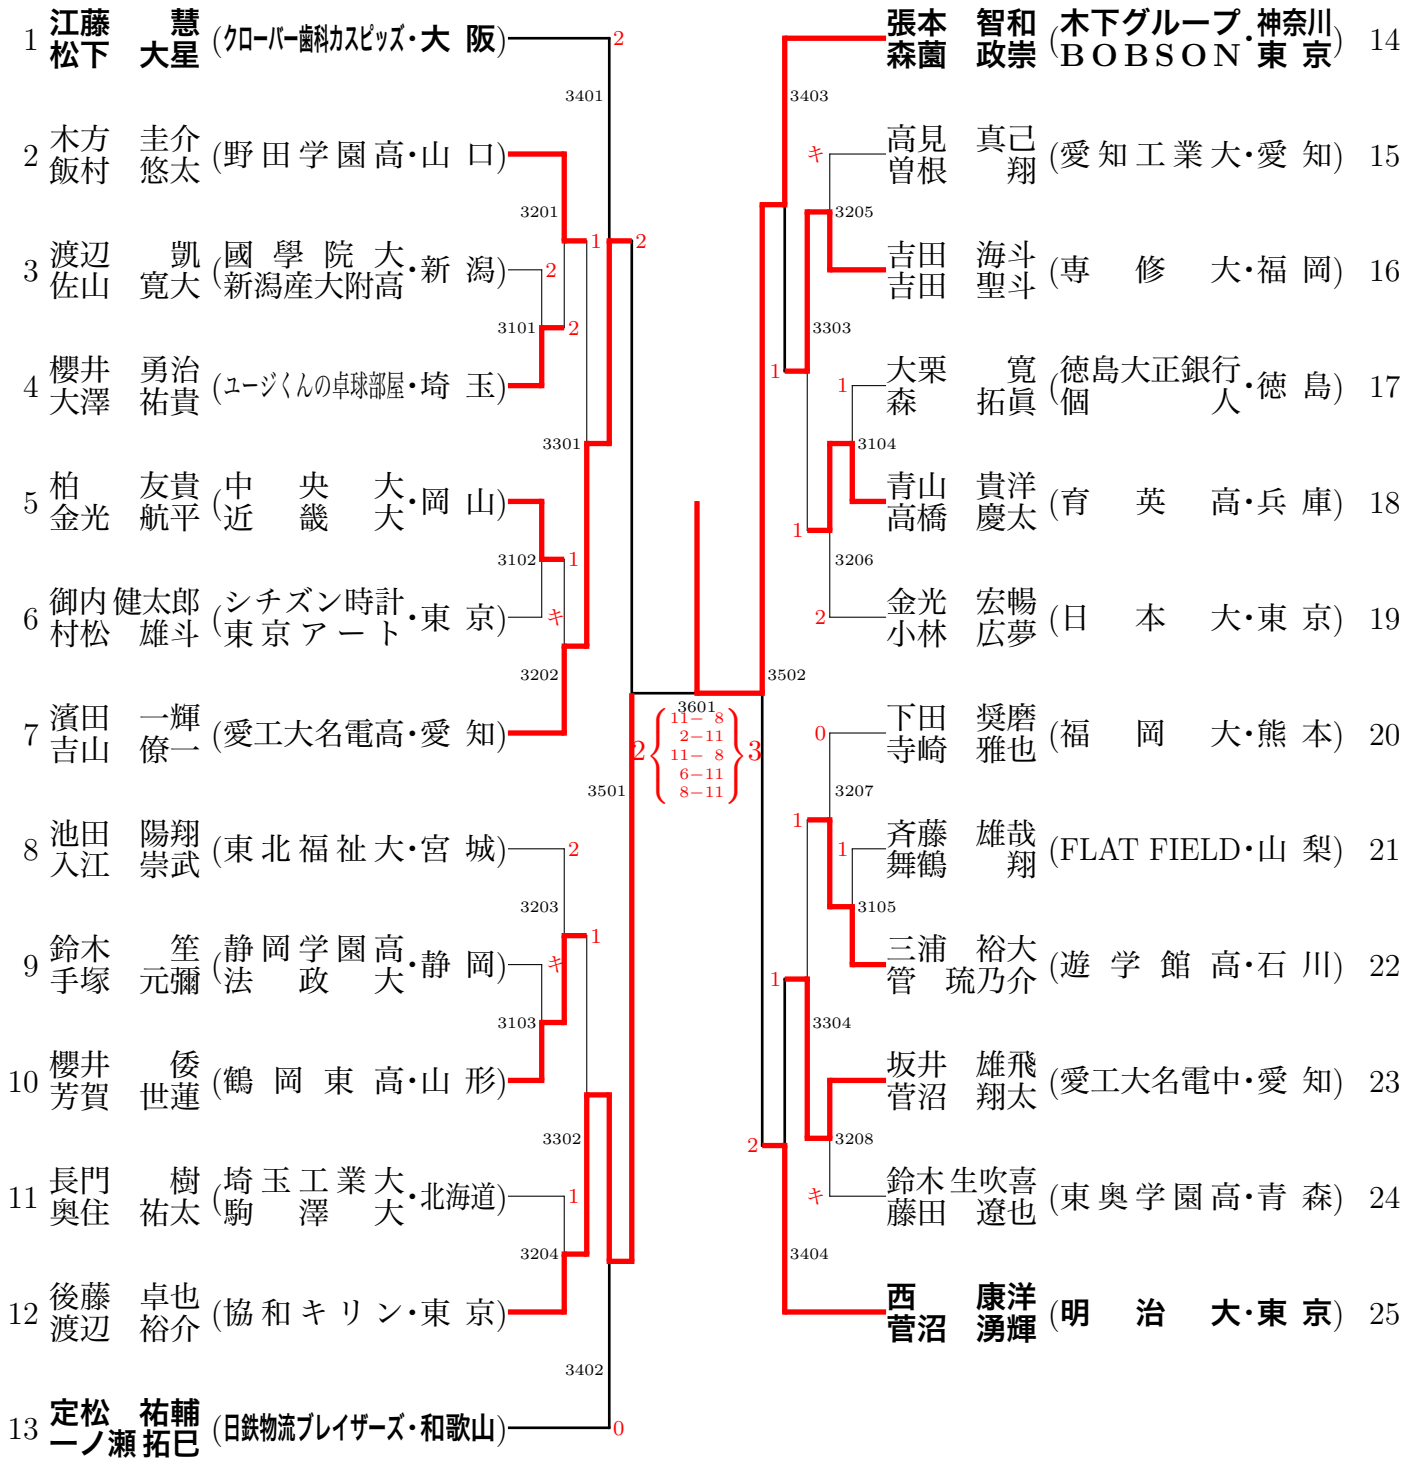 1 江藤 慧 (クローバー歯科カスピッズ・大 阪)
松下 大星
2 木方 圭介 (野田学園高・山 口)
飯村 悠太
3 渡辺 凱 (國學院大・新 潟)
佐山 寛大 新潟産大附高
4 櫻井 勇治 (ユージくんの卓球部屋・埼 玉)
大澤 祐貴
5 柏 友貴 (中央大・岡 山)
金光 航平 近畿大
6 御内 健太郎 (シチズン時計・東 京)
村松 雄斗 東京アート
7 濱田 一輝 (愛工大名電高・愛 知)
吉山 僚一
8 池田 陽翔 (東北福祉大・宮 城)
入江 崇武
9 鈴木 笙 (静岡学園高・静 岡)
手塚 元彌 法政大
10 櫻井 倭 (鶴岡東高・山 形)
芳賀 世蓮
11 長門 樹 (埼玉工業大・北海道)
奥住 祐太 駒澤大
12 後藤 卓也 (協和キリン・東 京)
渡辺 裕介
13 定松 祐輔 (日鉄物流ブレイザーズ・和歌山)
一ノ瀬 拓巳
3401
2
3201
1
2
2
3101
2
3301
3102
1
キ
3202
3501
2
3203
1
キ
3103
3302
1
3204
3402
0
3601
2 11- 8 3
2-11
11- 8
6-11
8-11
張本 智和 (木下グループ・神奈川) 14
森薗 政崇 BOBSON・東 京
高見 真己 (愛知工業大・愛 知) 15
曽根 翔
吉田 海斗 (専修大・福 岡) 16
吉田 聖斗
大栗 寛 (徳島大正銀行・徳 島) 17
森 拓眞 個人
青山 貴洋 (育英高・兵 庫) 18
高橋 慶太
金光 宏暢 (日本大・東 京) 19
小林 広夢
下田 奨磨 (福岡大・熊 本) 20
寺崎 雅也
斉藤 雄哉 (FLAT FIELD・山 梨) 21
舞鶴 翔
三浦 裕大 (遊学館高・石 川) 22
管 琉乃介
坂井 雄飛 (愛工大名電中・愛 知) 23
菅沼 翔太
鈴木 生吹喜 (東奥学園高・青 森) 24
藤田 遼也
西 康洋 (明治大・東 京) 25
菅沼 湧輝
3403
キ
3205
3303
1
1
3104
1
3206
2
3502
0
3207
1
1
3105
1
3304
3208
2
キ
3404